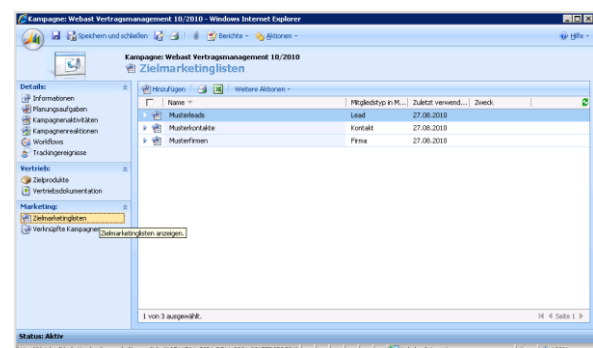 Kampagne: Webast Vertragsmanagement 10/2010 - Windows Internet Explorer
Speichern und schließen Berichte Aktionen Hilfe
Kampagne: Webast Vertragsmanagement 10/2010
Zielmarketinglisten
Details:
Informationen
Planungsaufgaben
Kampagnenaktivitäten
Kampagnenreaktionen
Workflows
Trackingereignisse
Vertrieb:
Zielprodukte
Vertriebsdokumentation
Marketing:
Zielmarketinglisten
Verknüpfte Kampagnen
Zielmarketinglisten anzeigen.
Hinzufügen Weitere Aktionen
Name Mitgliedstyp in M... Zuletzt verwend... Zweck
Musterleads Lead 27.08.2010
Musterkontakte Kontakt 27.08.2010
Musterfirmen Firma 27.08.2010
1 von 3 ausgewählt. Seite 1
Status: Aktiv